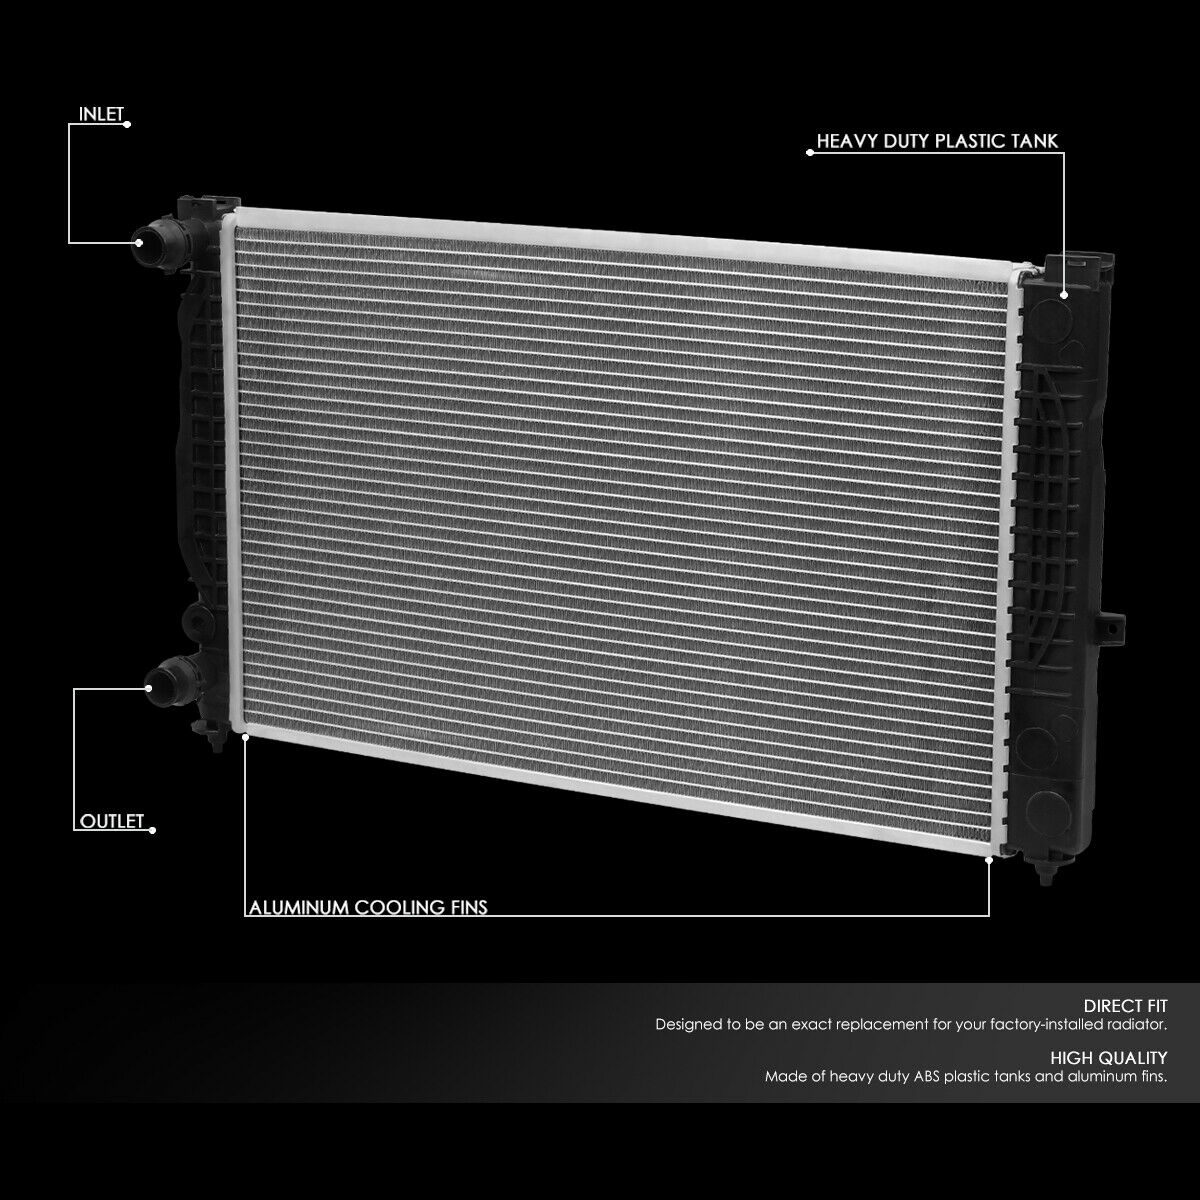 INLET
HEAVY DUTY PLASTIC TANK
OUTLET
ALUMINUM COOLING FINS
DIRECT FIT
Designed to be an exact replacement for your factory-installed radiator.
HIGH QUALITY
Made of heavy duty ABS plastic tanks and aluminum fins.